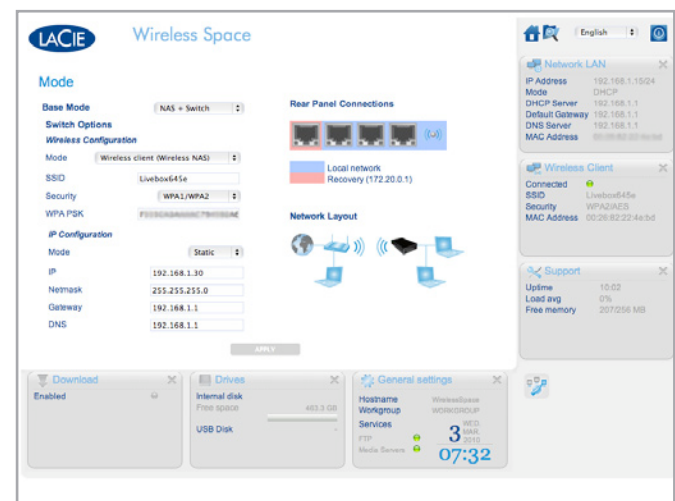 LACIE Wireless Space
English
Mode
Base Mode NAS + Switch
Switch Options
Wireless Configuration
Mode Wireless client (Wireless NAS)
SSID Livebox645e
Security WPA1/WPA2
WPA PSK
IP Configuration
Mode Static
IP 192.168.1.30
Netmask 255.255.255.0
Gateway 192.168.1.1
DNS 192.168.1.1
APPLY
Rear Panel Connections
Local network
Recovery (172.20.0.1)
Network Layout
Network LAN
IP Address 192.168.1.15/24
Mode DHCP
DHCP Server 192.168.1.1
Default Gateway 192.168.1.1
DNS Server 192.168.1.1
MAC Address
Wireless Client
Connected
SSID Livebox645e
Security WPA2/AES
MAC Address 00:26:82:22:4e:bd
Support
Uptime 10:02
Load avg 0%
Free memory 207/256 MB
Download
Enabled
Drives
Internal disk
Free space 453.3 GB
USB Disk -
General settings
Hostname WirelessSpace
Workgroup WORKGROUP
Services
FTP
Media Servers
WED.
3 MAR.
2010
07:32